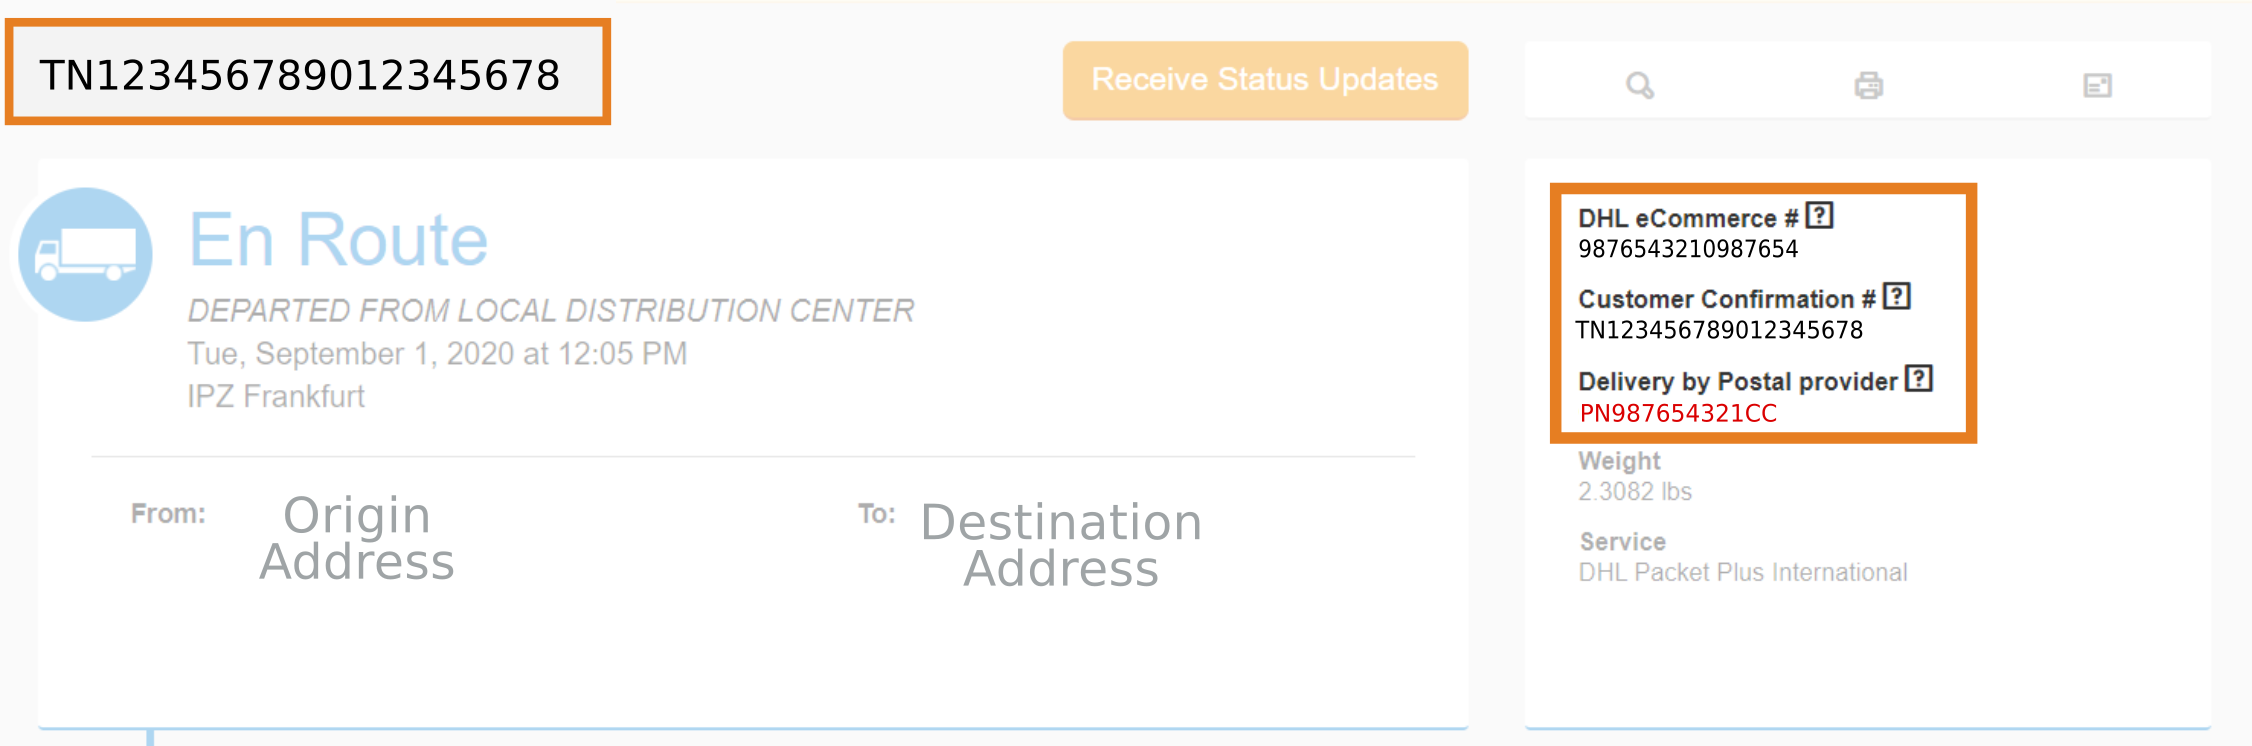 TN123456789012345678
Receive Status Updates
En Route
DEPARTED FROM LOCAL DISTRIBUTION CENTER
Tue, September 1, 2020 at 12:05 PM
IPZ Frankfurt
From:
Origin
Address
To:
Destination
Address
DHL eCommerce # ?
9876543210987654
Customer Confirmation # ?
TN123456789012345678
Delivery by Postal provider ?
PN987654321CC
Weight
2.3082 lbs
Service
DHL Packet Plus International